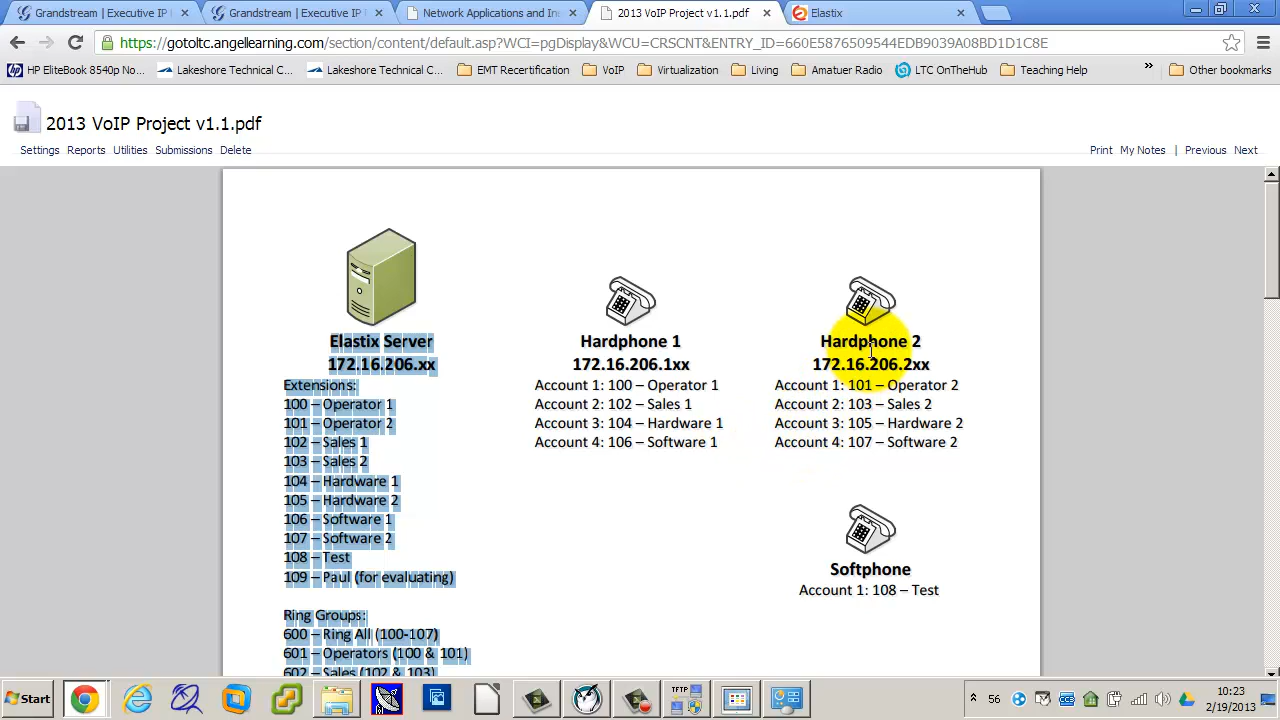 Grandstream | Executive IP
Grandstream | Executive IP
Network Applications and In
2013 VoIP Project v1.1.pdf
Elastix
https://gotoltc.angellearning.com/section/content/default.asp?WCI=pgDisplay&WCU=CRSCNT&ENTRY_ID=660E5876509544EDB9039A08BD1D1C8E
HP EliteBook 8540p No...
Lakeshore Technical C...
Lakeshore Technical C...
EMT Recertification
VoIP
Virtualization
Living
Amatuer Radio
LTC OnTheHub
Teaching Help
»
Other bookmarks
2013 VoIP Project v1.1.pdf
Settings Reports Utilities Submissions Delete
Print My Notes | Previous Next
Elastix Server
172.16.206.xx
Extensions:
100 – Operator 1
101 – Operator 2
102 – Sales 1
103 – Sales 2
104 – Hardware 1
105 – Hardware 2
106 – Software 1
107 – Software 2
108 – Test
109 – Paul (for evaluating)
Ring Groups:
600 – Ring All (100-107)
601 – Operators (100 & 101)
602 – Sales (102 & 103)
Hardphone 1
172.16.206.1xx
Account 1: 100 – Operator 1
Account 2: 102 – Sales 1
Account 3: 104 – Hardware 1
Account 4: 106 – Software 1
Hardphone 2
172.16.206.2xx
Account 1: 101 – Operator 2
Account 2: 103 – Sales 2
Account 3: 105 – Hardware 2
Account 4: 107 – Software 2
Softphone
Account 1: 108 – Test
Start
TFTP
56
10:23
2/19/2013